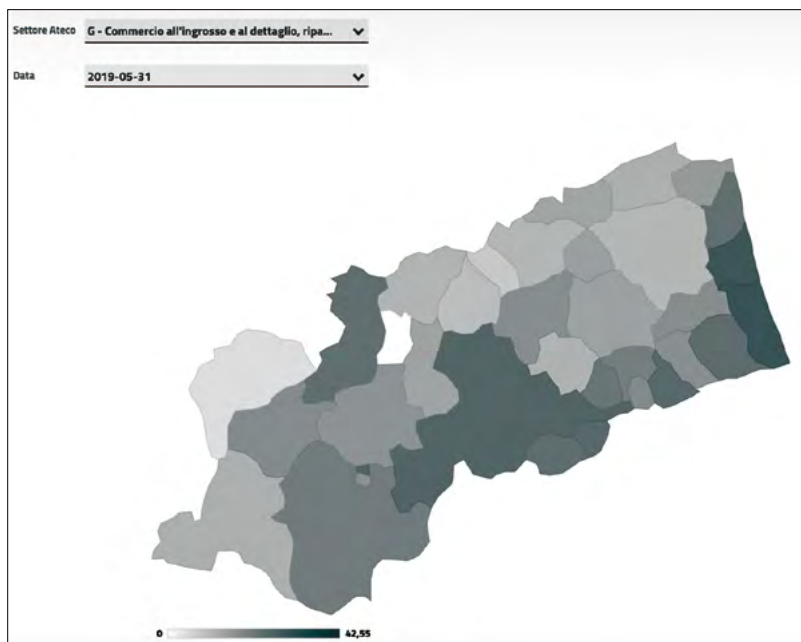 Settore Ateco G - Commercio all'ingrosso e al dettaglio, ripa...
Data 2019-05-31
0 42,55